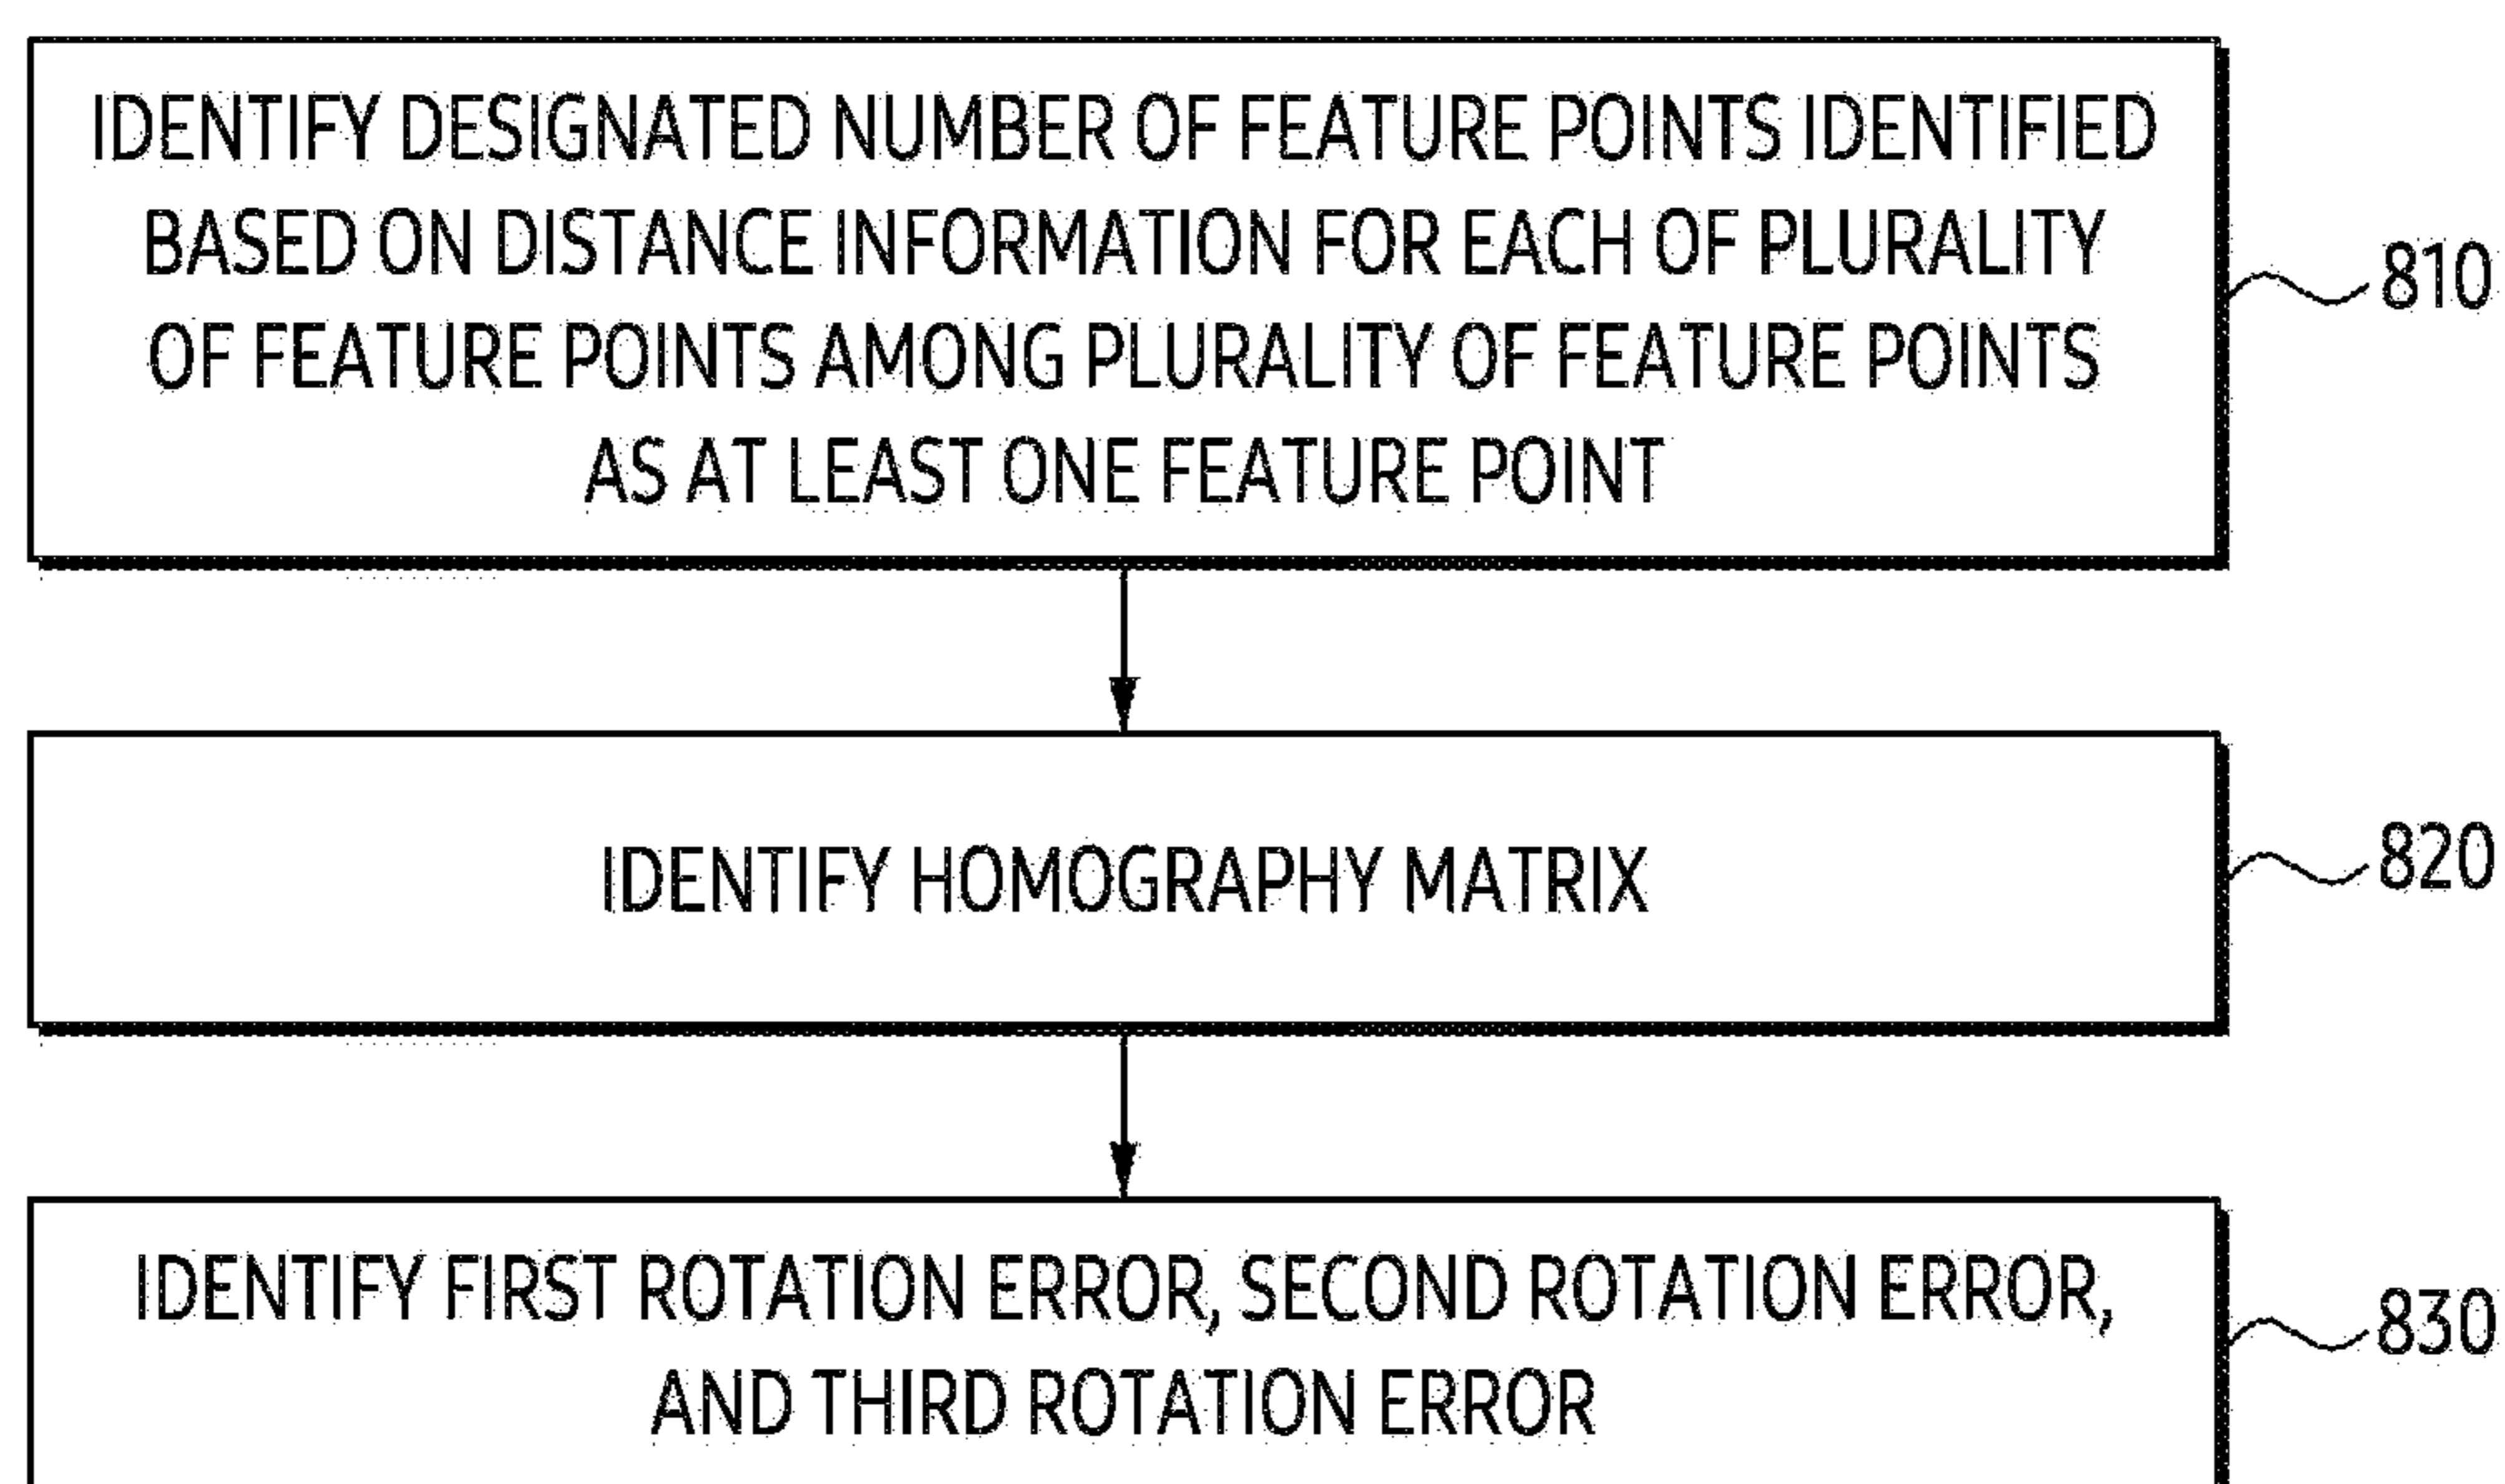 IDENTIFY DESIGNATED NUMBER OF FEATURE POINTS IDENTIFIED
BASED ON DISTANCE INFORMATION FOR EACH OF PLURALITY
OF FEATURE POINTS AMONG PLURALITY OF FEATURE POINTS
AS AT LEAST ONE FEATURE POINT
810
IDENTIFY HOMOGRAPHY MATRIX
820
IDENTIFY FIRST ROTATION ERROR, SECOND ROTATION ERROR,
AND THIRD ROTATION ERROR
830